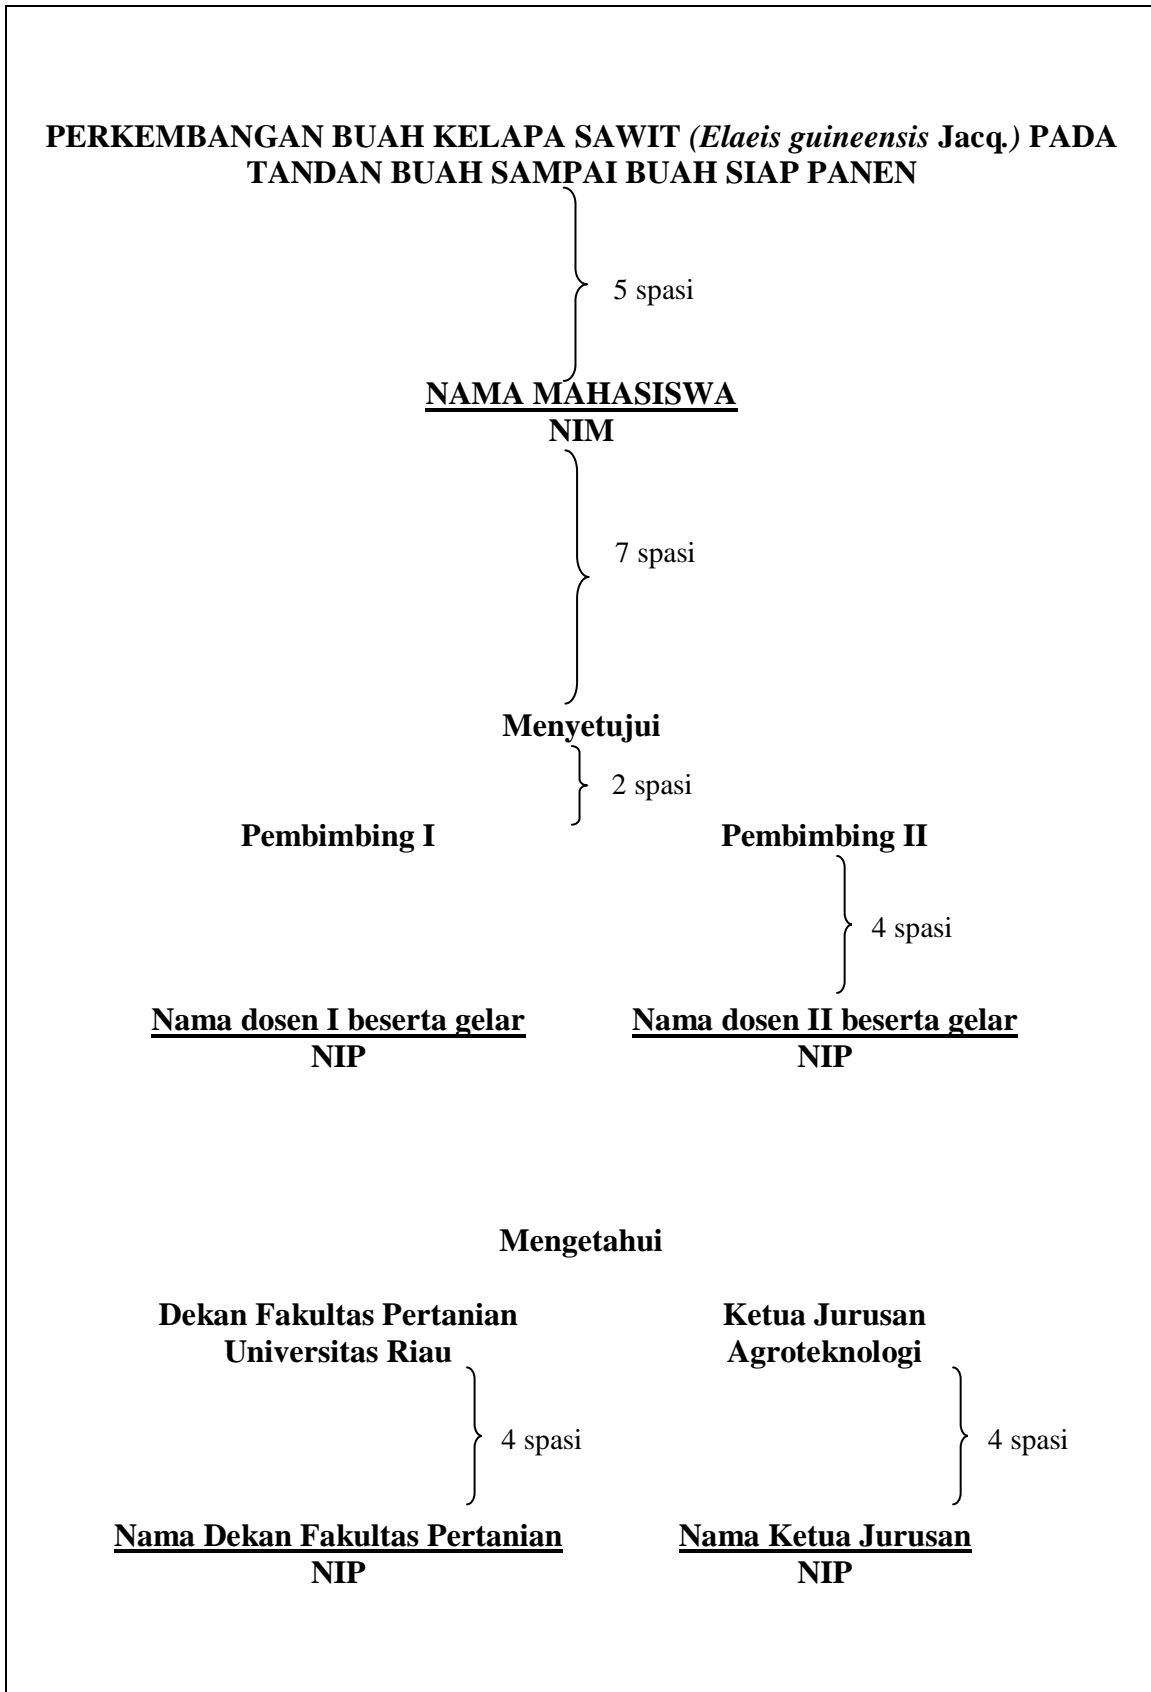 PERKEMBANGAN BUAH KELAPA SAWIT (Elaeis guineensis Jacq.) PADA
TANDAN BUAH SAMPAI BUAH SIAP PANEN
5 spasi
NAMA MAHASISWA
NIM
7 spasi
Menyetujui
2 spasi
Pembimbing I Pembimbing II
4 spasi
Nama dosen I beserta gelar Nama dosen II beserta gelar
NIP NIP
Mengetahui
Dekan Fakultas Pertanian Ketua Jurusan
Universitas Riau Agroteknologi
4 spasi 4 spasi
Nama Dekan Fakultas Pertanian Nama Ketua Jurusan
NIP NIP